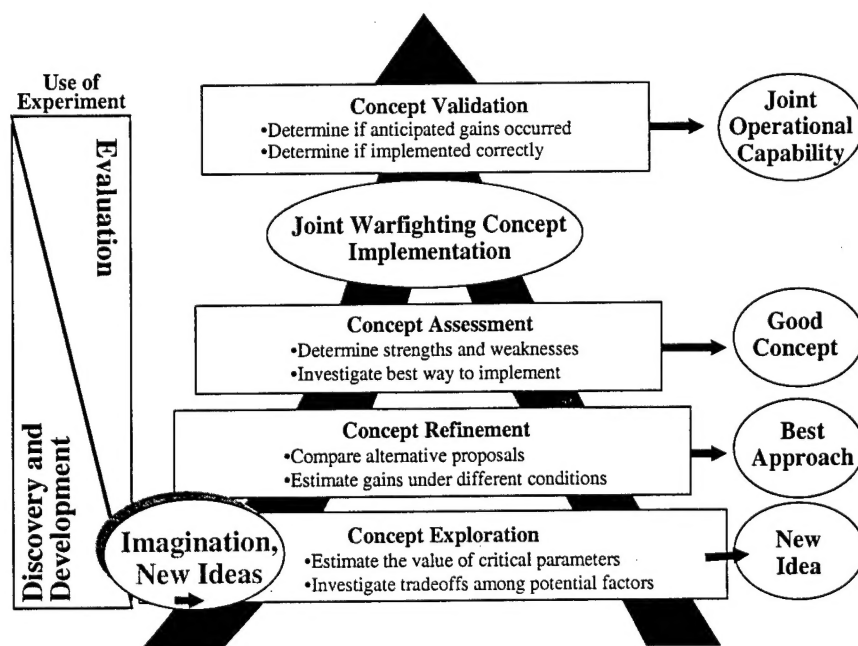 Use of
Experiment
Evaluation
Discovery and
Development
Concept Validation
•Determine if anticipated gains occurred
•Determine if implemented correctly
Joint
Operational
Capability
Joint Warfighting Concept
Implementation
Concept Assessment
•Determine strengths and weaknesses
•Investigate best way to implement
Good
Concept
Concept Refinement
•Compare alternative proposals
•Estimate gains under different conditions
Best
Approach
Imagination,
New Ideas
Concept Exploration
•Estimate the value of critical parameters
•Investigate tradeoffs among potential factors
New
Idea